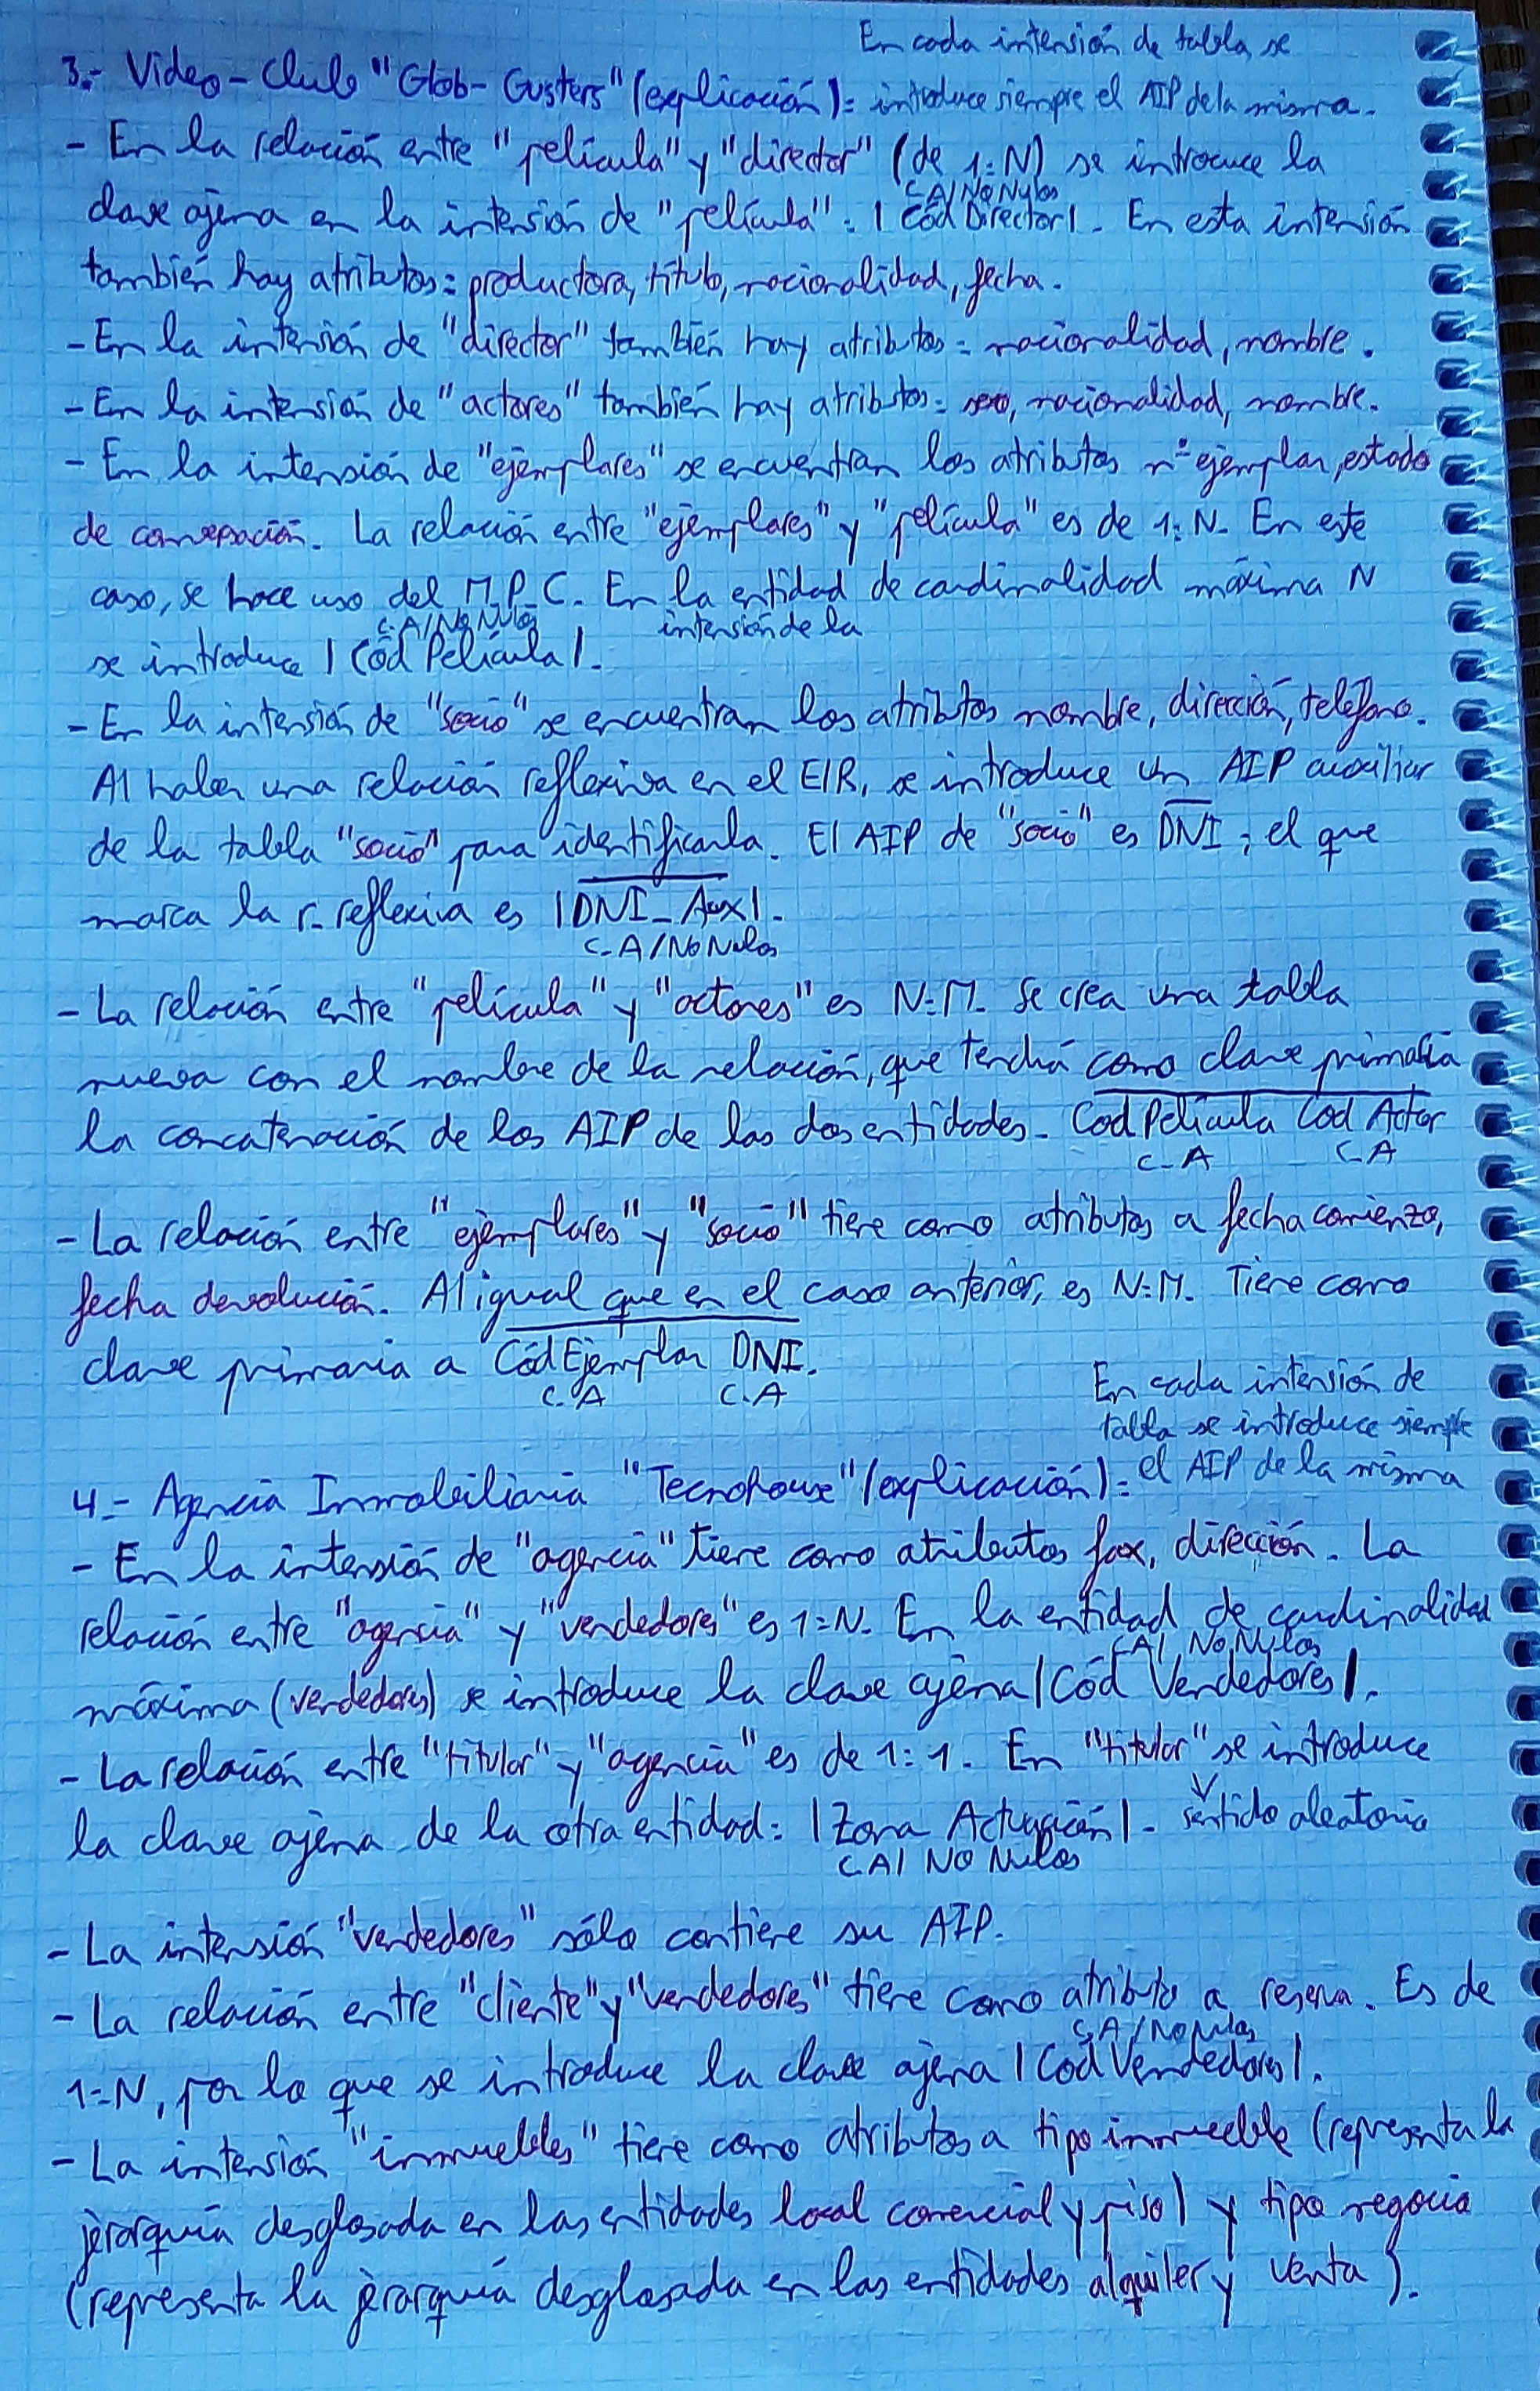 En cada intensión de tabla se
3.- Video-Club "Glob-Gusters" (explicación): introduce siempre el AIP de la misma.
- En la relación entre "película" y "director" (de 1:N) se introduce la
C.A/No Nulos
clave ajena en la intensión de "película": | Cód Director |. En esta intensión
también hay atributos: productora, título, nacionalidad, fecha.
- En la intensión de "director" también hay atributos: nacionalidad, nombre.
- En la intensión de "actores" también hay atributos: sexo, nacionalidad, nombre.
- En la intensión de "ejemplares" se encuentran los atributos nº ejemplar, estado
de conservación. La relación entre "ejemplares" y "película" es de 1:N. En este
caso, se hace uso del M.P.C. En la entidad de cardinalidad máxima N
C.A/No Nulos intensión de la
se introduce | Cód Película |.
- En la intensión de "socio" se encuentran los atributos nombre, dirección, teléfono.
Al haber una relación reflexiva en el E/R, se introduce un AIP auxiliar
de la tabla "socio" para identificarla. El AIP de "socio" es DNI; el que
marca la r. reflexiva es | DNI_Aux |.
C.A/No Nulos
- La relación entre "película" y "actores" es N:M. Se crea una tabla
nueva con el nombre de la relación, que tendrá como clave primaria
la concatenación de los AIP de las dos entidades. Cod Película Cod Actor
C.A C.A
- La relación entre "ejemplares" y "socio" tiene como atributos a fecha comienzo,
fecha devolución. Al igual que en el caso anterior, es N:M. Tiene como
clave primaria a Cód Ejemplar DNI.
C.A C.A
En cada intensión de
tabla se introduce siempre
4.- Agencia Inmobiliaria "Tecnohouse" (explicación): el AIP de la misma
- En la intensión de "agencia" tiene como atributos fax, dirección. La
relación entre "agencia" y "vendedores" es 1:N. En la entidad de cardinalidad
C.A/ No Nulos
máxima (vendedores) se introduce la clave ajena | Cód Vendedores |.
- La relación entre "titular" y "agencia" es de 1:1. En "titular" se introduce
la clave ajena de la otra entidad: | Zona Actuación |. sentido aleatorio
C.A/ No Nulos
- La intensión "vendedores" sólo contiene su AIP.
- La relación entre "cliente" y "vendedores" tiene como atributo a reserva. Es de
C.A/No Nulos
1:N, por lo que se introduce la clave ajena | Cod Vendedores |.
- La intensión "inmuebles" tiene como atributos a tipo inmueble (representa la
jerarquía desglosada en las entidades local comercial y piso) y tipo negocio
(representa la jerarquía desglosada en las entidades alquiler y venta).